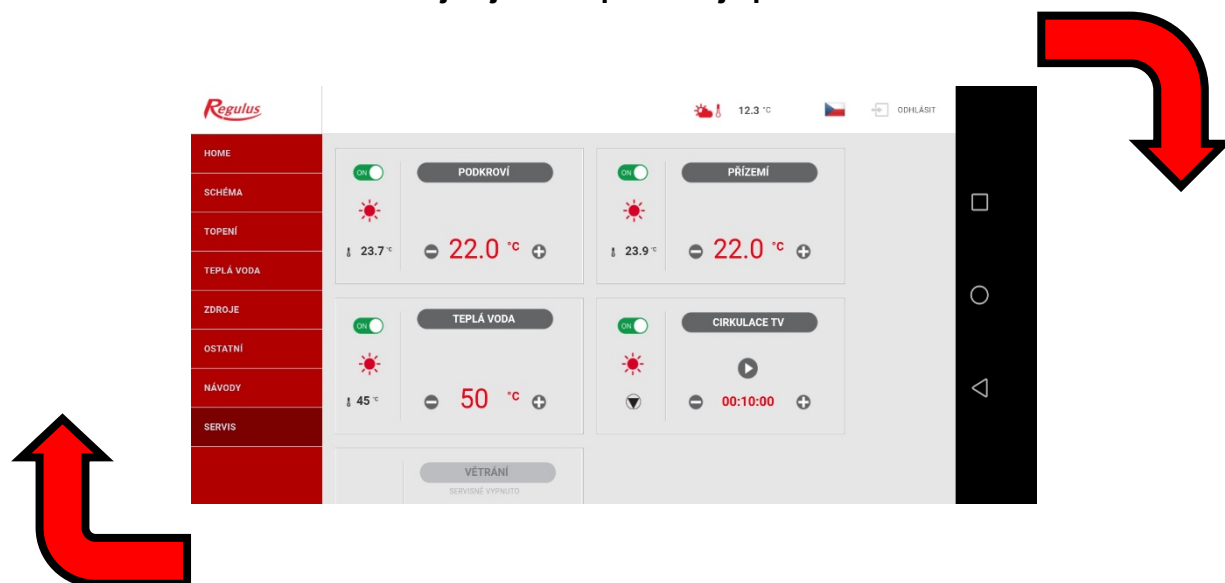 Regulus
12.3 °C
ODHLÁSIT
HOME
SCHÉMA
TOPENÍ
TEPLÁ VODA
ZDROJE
OSTATNÍ
NÁVODY
SERVIS
ON
PODKROVÍ
23.7 °C
22.0 °C
ON
PŘÍZEMÍ
23.9 °C
22.0 °C
ON
TEPLÁ VODA
45 °C
50 °C
ON
CIRKULACE TV
00:10:00
VĚTRÁNÍ
SERVISNĚ VYPNUTO